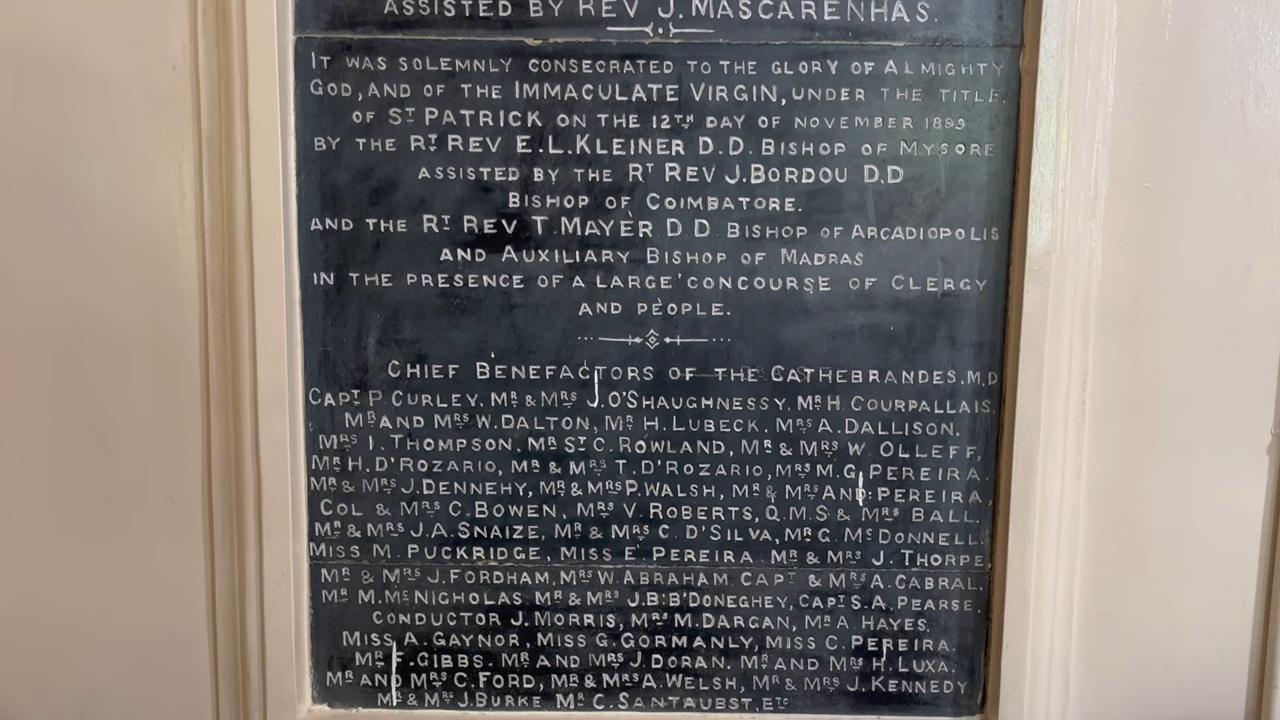 ASSISTED BY REV J. MASCARENHAS.
IT WAS SOLEMNLY CONSECRATED TO THE GLORY OF ALMIGHTY
GOD, AND OF THE IMMACULATE VIRGIN, UNDER THE TITLE
OF ST PATRICK ON THE 12TH DAY OF NOVEMBER 1899
BY THE RT REV E.L.KLEINER D.D. BISHOP OF MYSORE
ASSISTED BY THE RT REV J.BORDOU D.D
BISHOP OF COIMBATORE.
AND THE RT REV T.MAYER D D BISHOP OF ARCADIOPOLIS
AND AUXILIARY BISHOP OF MADRAS
IN THE PRESENCE OF A LARGE CONCOURSE OF CLERGY
AND PEOPLE.
CHIEF BENEFACTORS OF THE CATHEBRANDES.M.D
CAPT P CURLEY, MR & MRS J.O'SHAUGHNESSY, MR H COURPALLAIS.
MR AND MRS W.DALTON, MR H.LUBECK. MRS A.DALLISON.
MRS I. THOMPSON. MR ST C. ROWLAND, MR & MRS W. OLLEFF,
MR H. D'ROZARIO, MR & MRS T. D'ROZARIO, MRS M.G. PEREIRA.
MR & MRS J.DENNEHY, MR & MRS P.WALSH, MR & MRS AND: PEREIRA,
COL & MRS C.BOWEN, MRS V.ROBERTS, Q.M.S & MRS BALL.
MR & MRS J.A.SNAIZE, MR & MRS C. D'SILVA, MR G. MCDONNELL.
MISS M. PUCKRIDGE, MISS E. PEREIRA MR & MRS J. THORPE
MR & MRS J.FORDHAM, MRS W.ABRAHAM CAPT & MRS A.CABRAL.
MR M.MCNICHOLAS MR & MRS J.B:B'DONEGHEY, CAPT S.A. PEARSE.
CONDUCTOR J. MORRIS, MRS M.DARGAN, MR A. HAYES.
MISS A. GAYNOR, MISS G. GORMANLY, MISS C. PEREIRA.
MR F.GIBBS. MR AND MRS J.DORAN. MR AND MRS H.LUXA.
MR AND MRS C.FORD, MR & MRS A.WELSH, MR & MRS J.KENNEDY
MR & MRS J.BURKE MR C.SANTAUBST, ETC